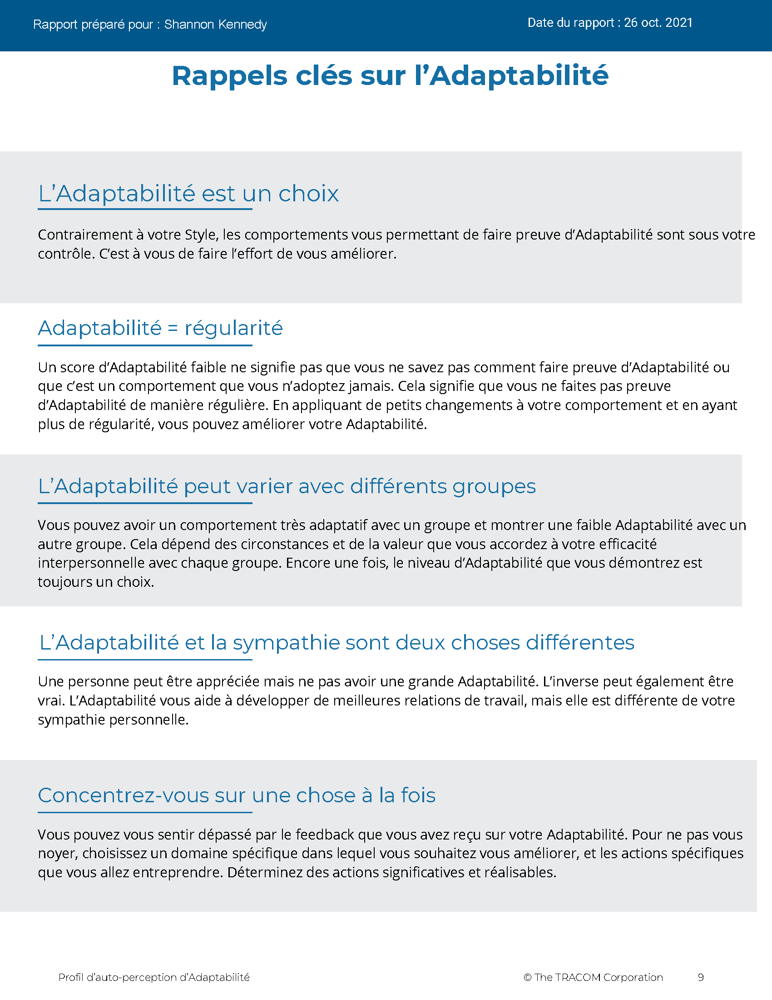 Rapport préparé pour : Shannon Kennedy
Date du rapport : 26 oct. 2021
Rappels clés sur l’Adaptabilité
L’Adaptabilité est un choix
Contrairement à votre Style, les comportements vous permettant de faire preuve d’Adaptabilité sont sous votre
contrôle. C’est à vous de faire l’effort de vous améliorer.
Adaptabilité = régularité
Un score d’Adaptabilité faible ne signifie pas que vous ne savez pas comment faire preuve d’Adaptabilité ou
que c’est un comportement que vous n’adoptez jamais. Cela signifie que vous ne faites pas preuve
d’Adaptabilité de manière régulière. En appliquant de petits changements à votre comportement et en ayant
plus de régularité, vous pouvez améliorer votre Adaptabilité.
L’Adaptabilité peut varier avec différents groupes
Vous pouvez avoir un comportement très adaptatif avec un groupe et montrer une faible Adaptabilité avec un
autre groupe. Cela dépend des circonstances et de la valeur que vous accordez à votre efficacité
interpersonnelle avec chaque groupe. Encore une fois, le niveau d’Adaptabilité que vous démontrez est
toujours un choix.
L’Adaptabilité et la sympathie sont deux choses différentes
Une personne peut être appréciée mais ne pas avoir une grande Adaptabilité. L’inverse peut également être
vrai. L’Adaptabilité vous aide à développer de meilleures relations de travail, mais elle est différente de votre
sympathie personnelle.
Concentrez-vous sur une chose à la fois
Vous pouvez vous sentir dépassé par le feedback que vous avez reçu sur votre Adaptabilité. Pour ne pas vous
noyer, choisissez un domaine spécifique dans lequel vous souhaitez vous améliorer, et les actions spécifiques
que vous allez entreprendre. Déterminez des actions significatives et réalisables.
Profil d’auto-perception d’Adaptabilité
© The TRACOM Corporation
9